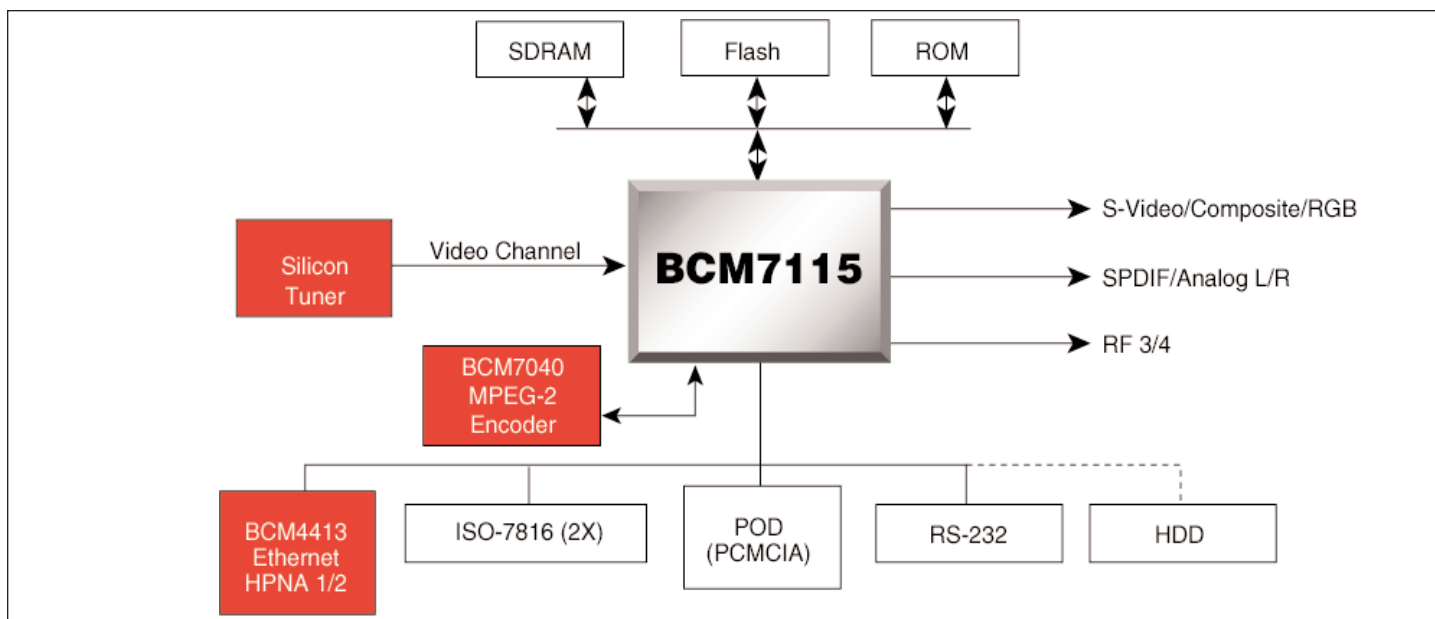 SDRAM
Flash
ROM
S-Video/Composite/RGB
Silicon
Tuner
Video Channel
BCM7115
SPDIF/Analog L/R
RF 3/4
BCM7040
MPEG-2
Encoder
BCM4413
Ethernet
HPNA 1/2
ISO-7816 (2X)
POD
(PCMCIA)
RS-232
HDD